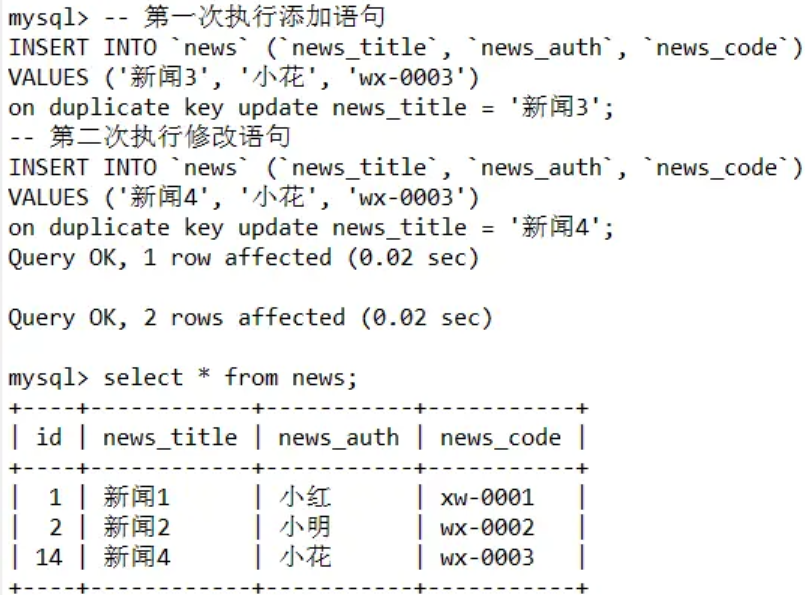 mysql> -- 第一次执行添加语句
INSERT INTO `news` (`news_title`, `news_auth`, `news_code`)
VALUES ('新闻3', '小花', 'wx-0003')
on duplicate key update news_title = '新闻3';
-- 第二次执行修改语句
INSERT INTO `news` (`news_title`, `news_auth`, `news_code`)
VALUES ('新闻4', '小花', 'wx-0003')
on duplicate key update news_title = '新闻4';
Query OK, 1 row affected (0.02 sec)
Query OK, 2 rows affected (0.02 sec)
mysql> select * from news;
+----+------------+-----------+-----------+
| id | news_title | news_auth | news_code |
+----+------------+-----------+-----------+
|  1 | 新闻1      | 小红      | xw-0001   |
|  2 | 新闻2      | 小明      | wx-0002   |
| 14 | 新闻4      | 小花      | wx-0003   |
+----+------------+-----------+-----------+